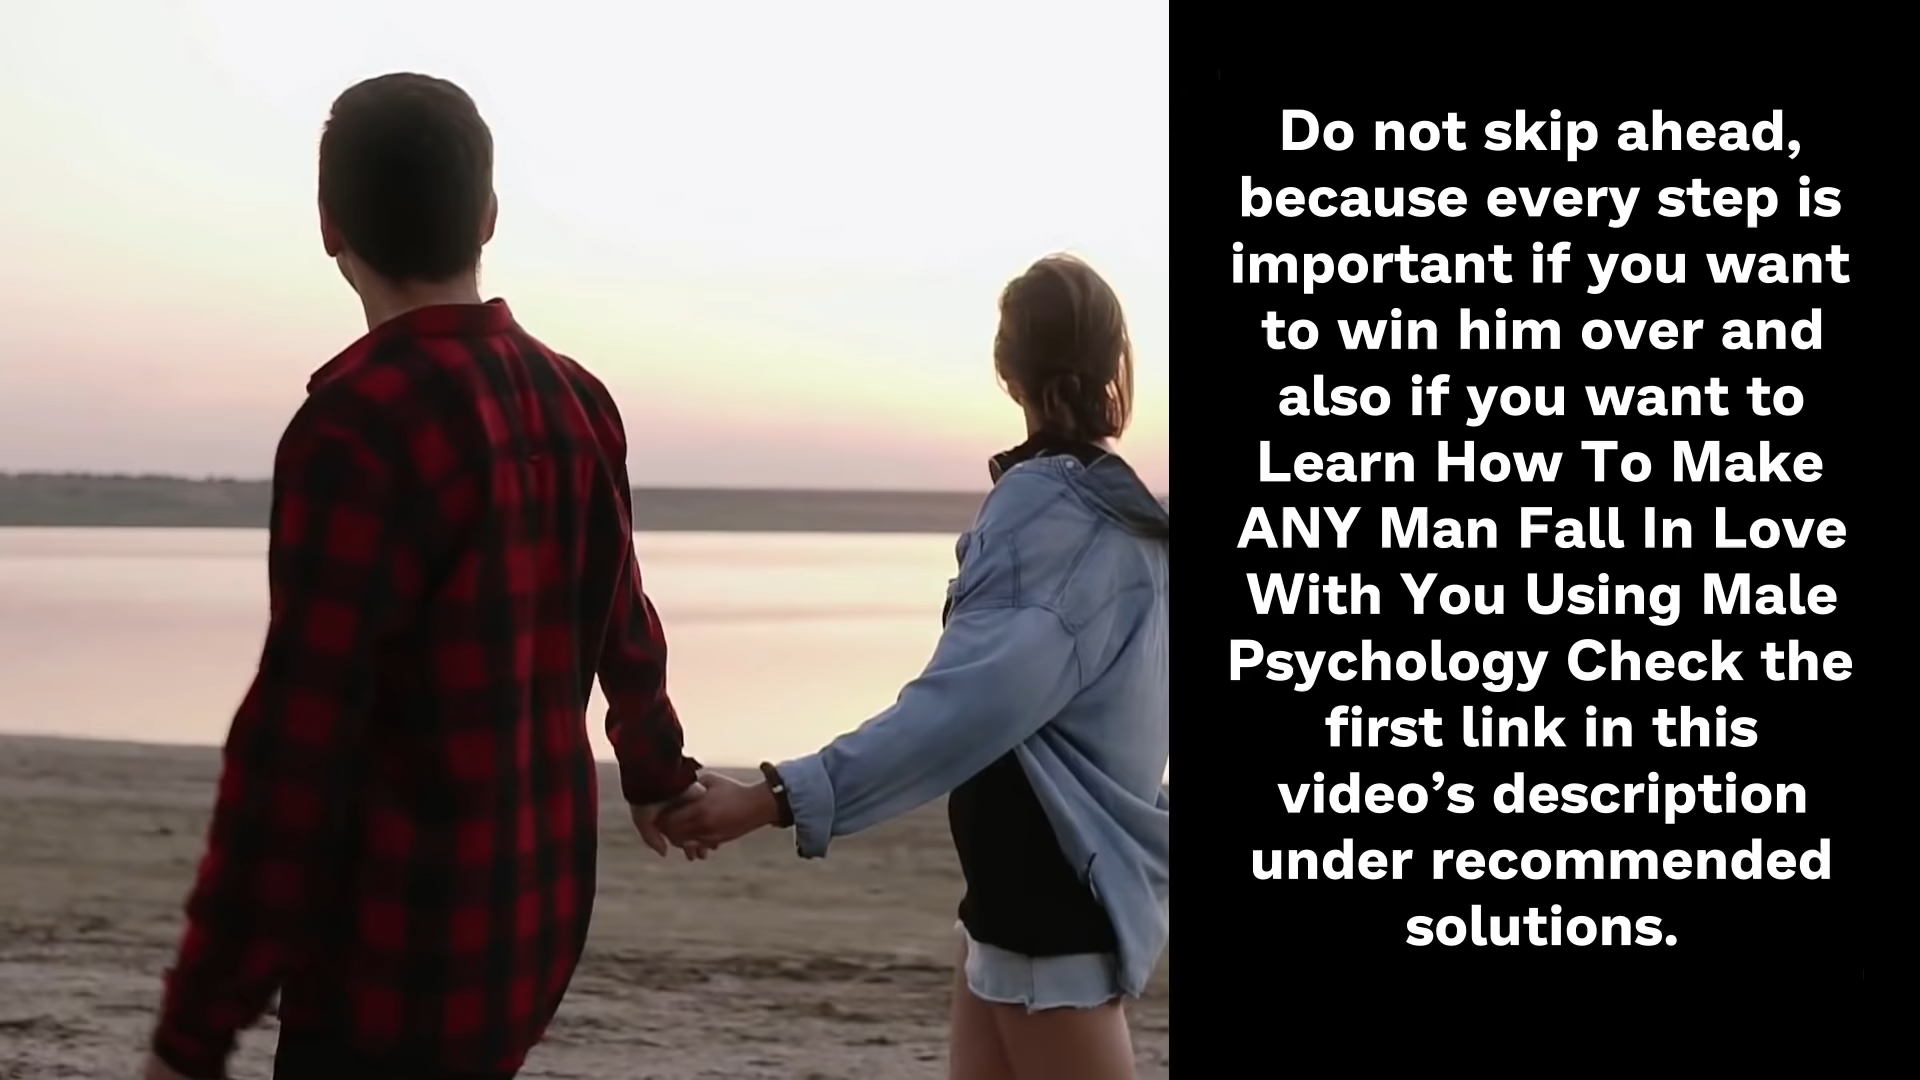 Do not skip ahead,
because every step is
important if you want
to win him over and
also if you want to
Learn How To Make
ANY Man Fall In Love
With You Using Male
Psychology Check the
first link in this
video’s description
under recommended
solutions.